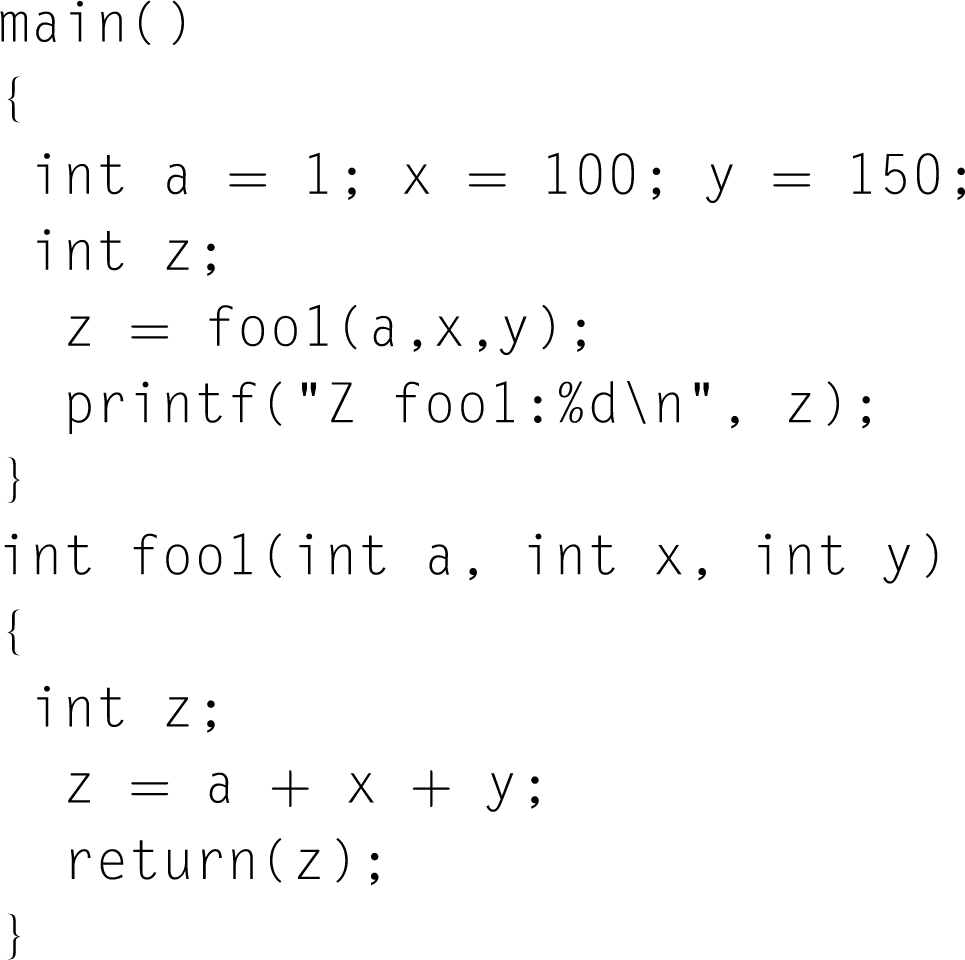 main()
{
 int a = 1; x = 100; y = 150;
 int z;
  z = foo1(a,x,y);
  printf("Z foo1:%d\n", z);
}
int foo1(int a, int x, int y)
{
 int z;
  z = a + x + y;
  return(z);
}